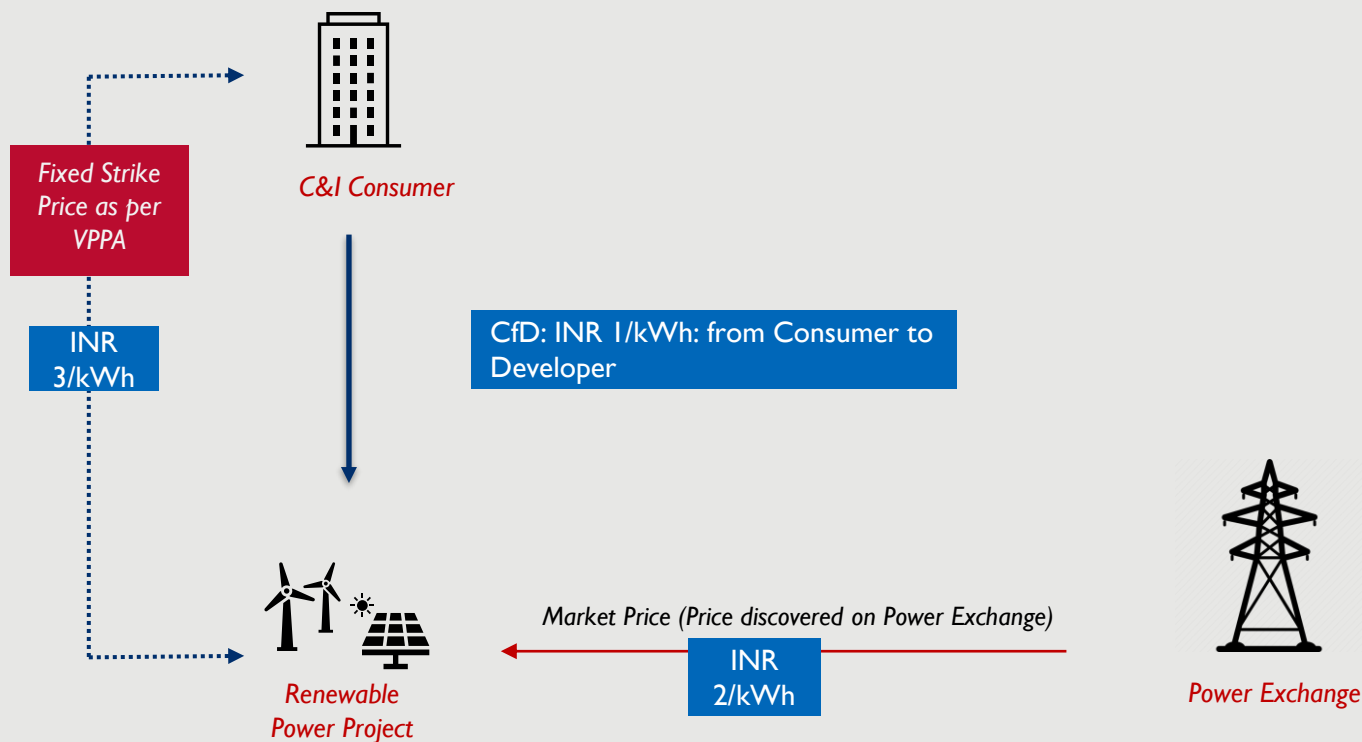 Fixed Strike
Price as per
VPPA
C&I Consumer
INR
3/kWh
CfD: INR 1/kWh: from Consumer to
Developer
Market Price (Price discovered on Power Exchange)
INR
2/kWh
Renewable
Power Project
Power Exchange